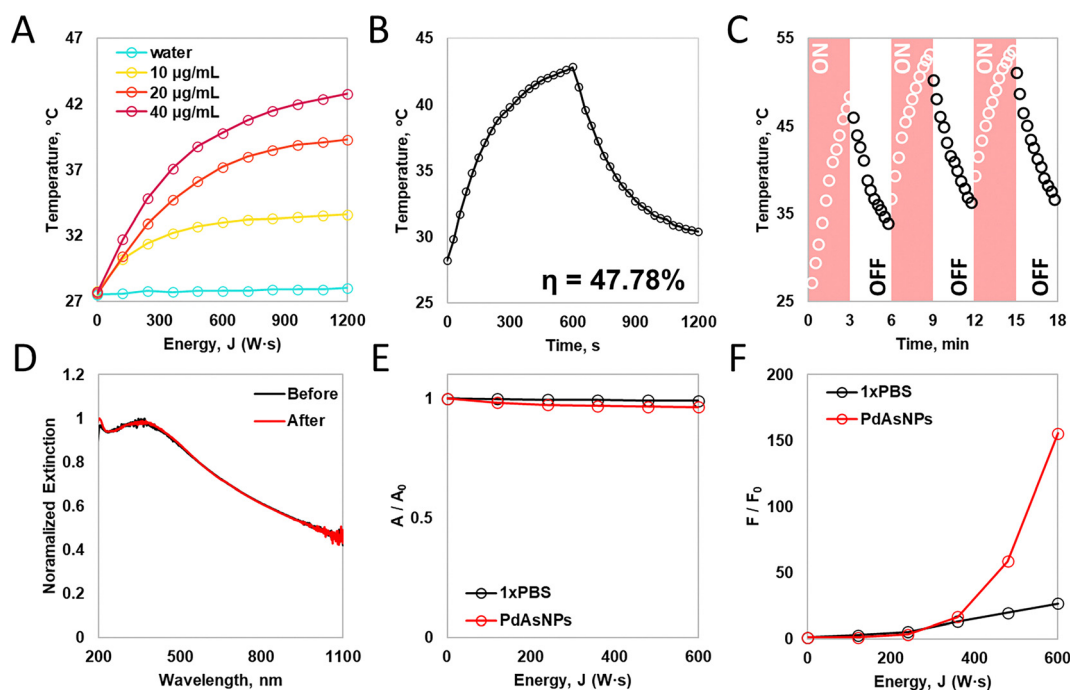 A
47
42
37
32
27
Temperature, °C
water
10 µg/mL
20 µg/mL
40 µg/mL
0
300
600
900
1200
Energy, J (W·s)
B
45
40
35
30
25
Temperature, °C
η = 47.78%
0
300
600
900
1200
Time, s
C
55
45
35
25
Temperature, °C
ON
OFF
ON
OFF
ON
OFF
0
3
6
9
12
15
18
Time, min
D
1.2
1
0.8
0.6
0.4
0.2
0
Noramalized Extinction
Before
After
200
500
800
1100
Wavelength, nm
E
1
0.5
0
A / A0
1xPBS
PdAsNPs
0
200
400
600
Energy, J (W·s)
F
200
150
100
50
0
F / F0
1xPBS
PdAsNPs
0
200
400
600
Energy, J (W·s)